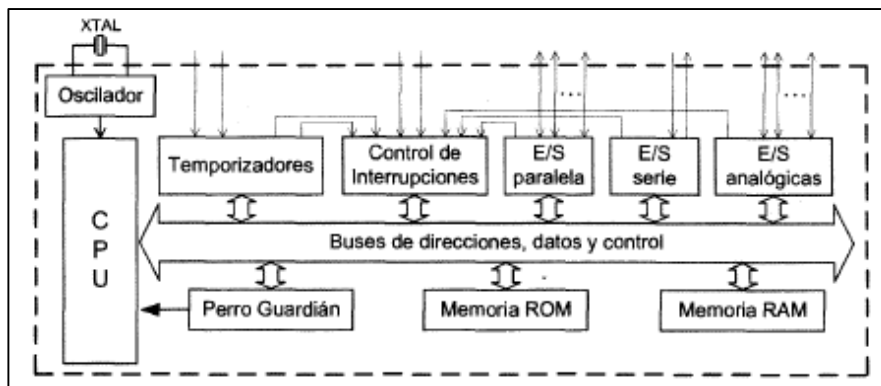 XTAL
Oscilador
Temporizadores
Control de
Interrupciones
E/S
paralela
E/S
serie
E/S
analógicas
CPU
Buses de direcciones, datos y control
Perro Guardián
Memoria ROM
Memoria RAM